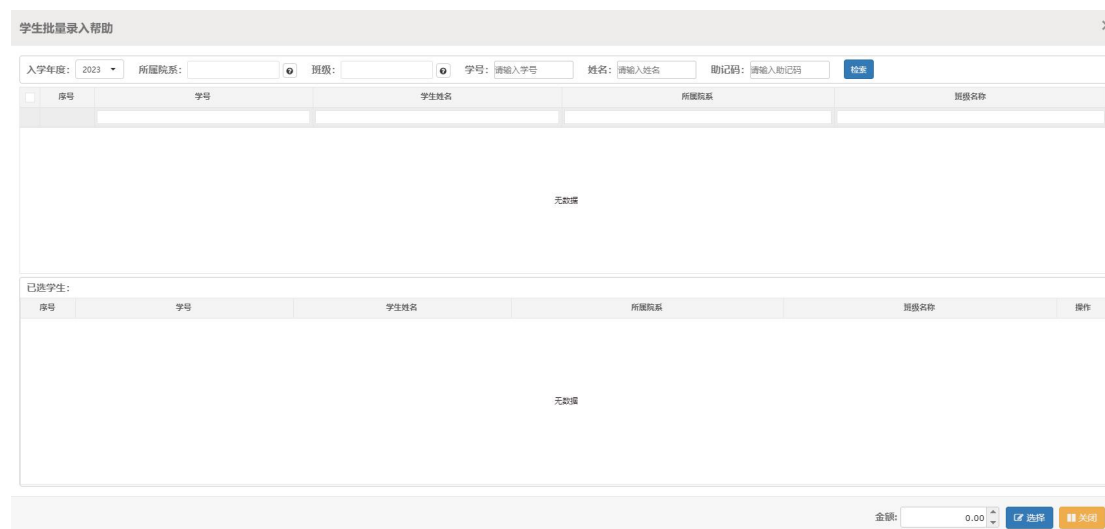 学生批量录入帮助
入学年度： 2023 所属院系： 班级： 学号： 请输入学号 姓名： 请输入姓名 助记码： 请输入助记码 检索
序号 学号 学生姓名 所属院系 班级名称
无数据
已选学生：
序号 学号 学生姓名 所属院系 班级名称 操作
无数据
金额： 0.00 选择 关闭